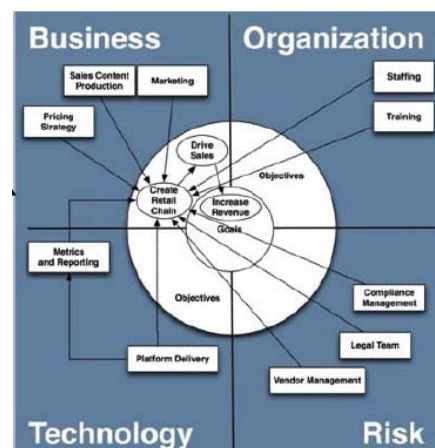 Business
Organization
Sales Content
Production
Marketing
Staffing
Pricing
Strategy
Training
Drive
Sales
Objectives
Create
Retail
Chain
Increase
Revenue
Goals
Metrics
and Reporting
Objectives
Compliance
Management
Legal Team
Platform Delivery
Vendor Management
Technology
Risk